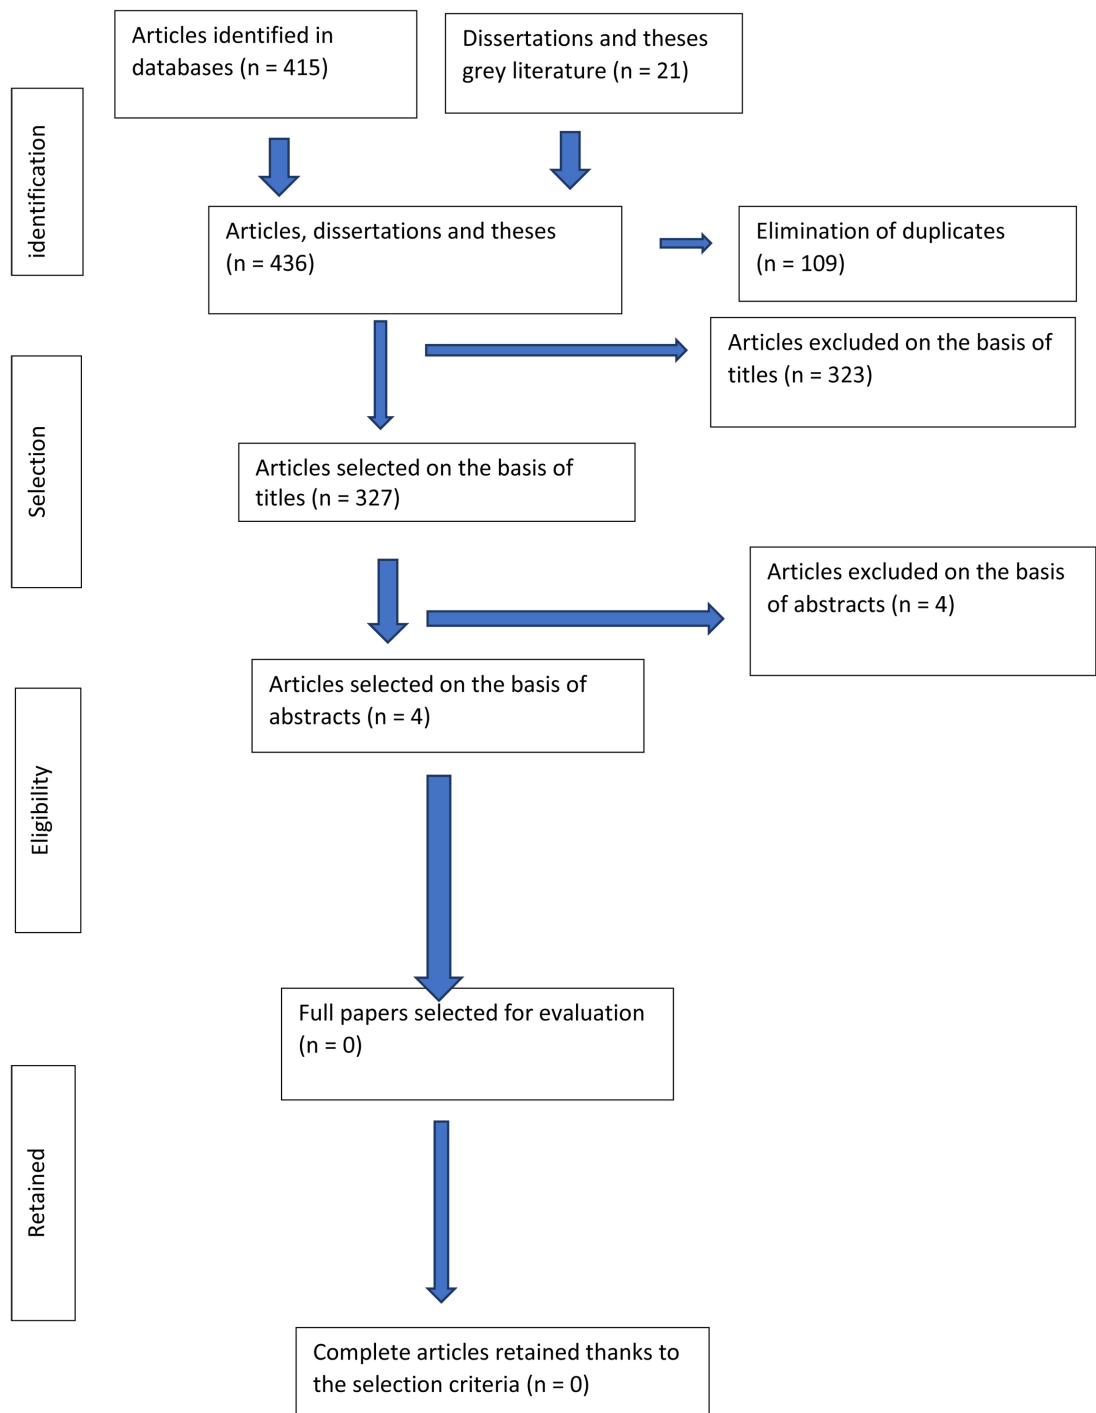 Articles identified in
databases (n = 415)
Dissertations and theses
grey literature (n = 21)
identification
Articles, dissertations and theses
(n = 436)
Elimination of duplicates
(n = 109)
Articles excluded on the basis of
titles (n = 323)
Selection
Articles selected on the basis of
titles (n = 327)
Articles excluded on the basis
of abstracts (n = 4)
Articles selected on the basis of
abstracts (n = 4)
Eligibility
Full papers selected for evaluation
(n = 0)
Retained
Complete articles retained thanks to
the selection criteria (n = 0)